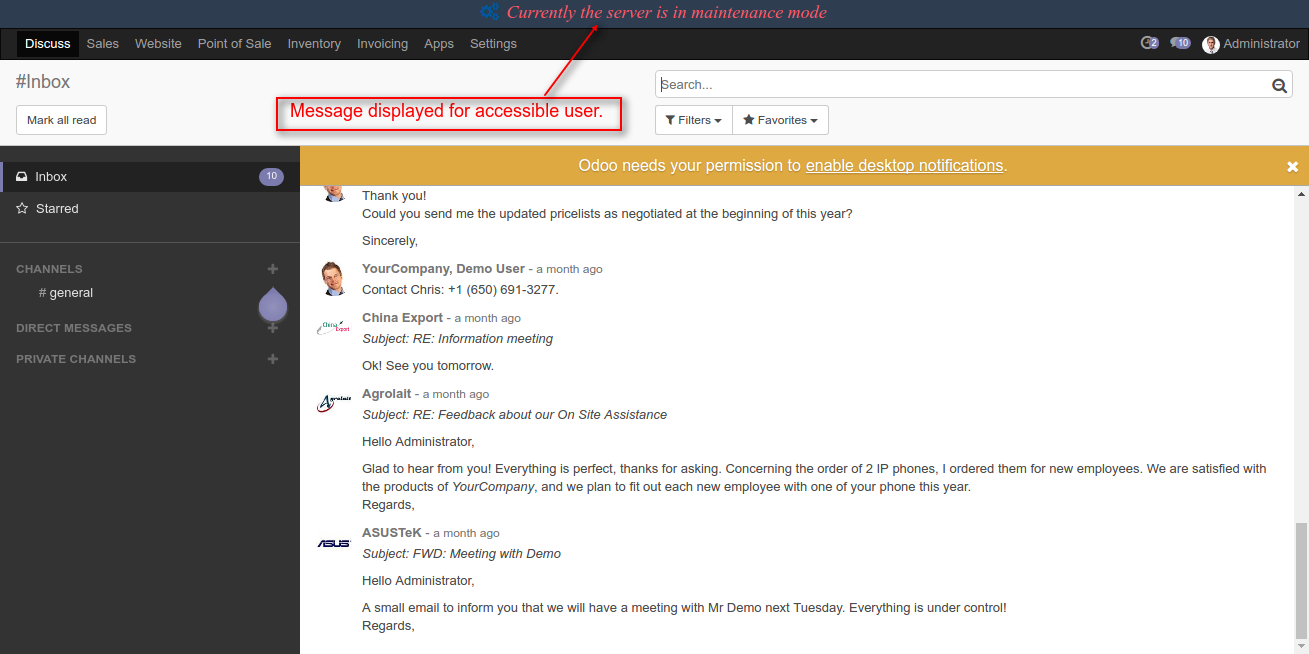 Currently the server is in maintenance mode
Discuss Sales Website Point of Sale Inventory Invoicing Apps Settings 2 10 Administrator
#Inbox
Search...
Message displayed for accessible user.
Mark all read
Filters Favorites
Inbox 10
Starred
CHANNELS
# general
DIRECT MESSAGES
PRIVATE CHANNELS
Odoo needs your permission to enable desktop notifications.
Thank you!
Could you send me the updated pricelists as negotiated at the beginning of this year?
Sincerely,
YourCompany, Demo User - a month ago
Contact Chris: +1 (650) 691-3277.
China Export
China Export - a month ago
Subject: RE: Information meeting
Ok! See you tomorrow.
Agrolait
Agrolait - a month ago
Subject: RE: Feedback about our On Site Assistance
Hello Administrator,
Glad to hear from you! Everything is perfect, thanks for asking. Concerning the order of 2 IP phones, I ordered them for new employees. We are satisfied with
the products of YourCompany, and we plan to fit out each new employee with one of your phone this year.
Regards,
ASUS
ASUSTeK - a month ago
Subject: FWD: Meeting with Demo
Hello Administrator,
A small email to inform you that we will have a meeting with Mr Demo next Tuesday. Everything is under control!
Regards,